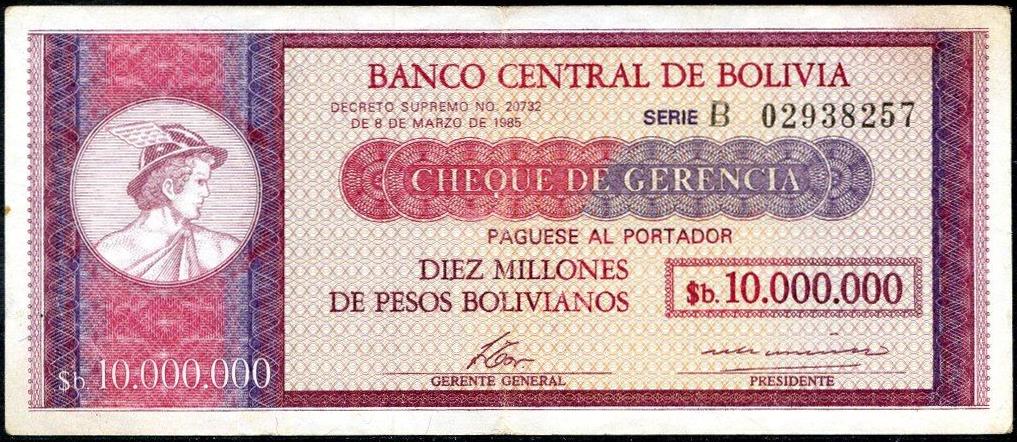 BANCO CENTRAL DE BOLIVIA
DECRETO SUPREMO NO. 20732
DE 8 DE MARZO DE 1985
SERIE B 02938257
CHEQUE DE GERENCIA
PAGUESE AL PORTADOR
DIEZ MILLONES
DE PESOS BOLIVIANOS
$b. 10.000.000
$b. 10.000.000
GERENTE GENERAL
PRESIDENTE